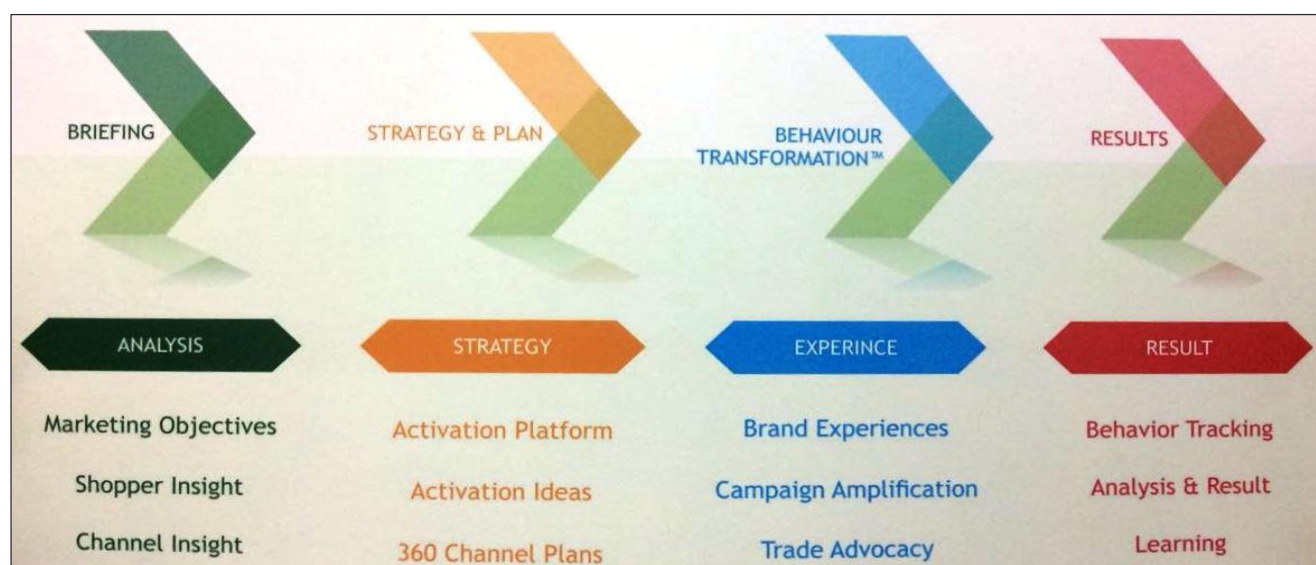 BRIEFING
STRATEGY & PLAN
BEHAVIOUR
TRANSFORMATION™
RESULTS
ANALYSIS
STRATEGY
EXPERINCE
RESULT
Marketing Objectives
Activation Platform
Brand Experiences
Behavior Tracking
Shopper Insight
Activation Ideas
Campaign Amplification
Analysis & Result
Channel Insight
360 Channel Plans
Trade Advocacy
Learning